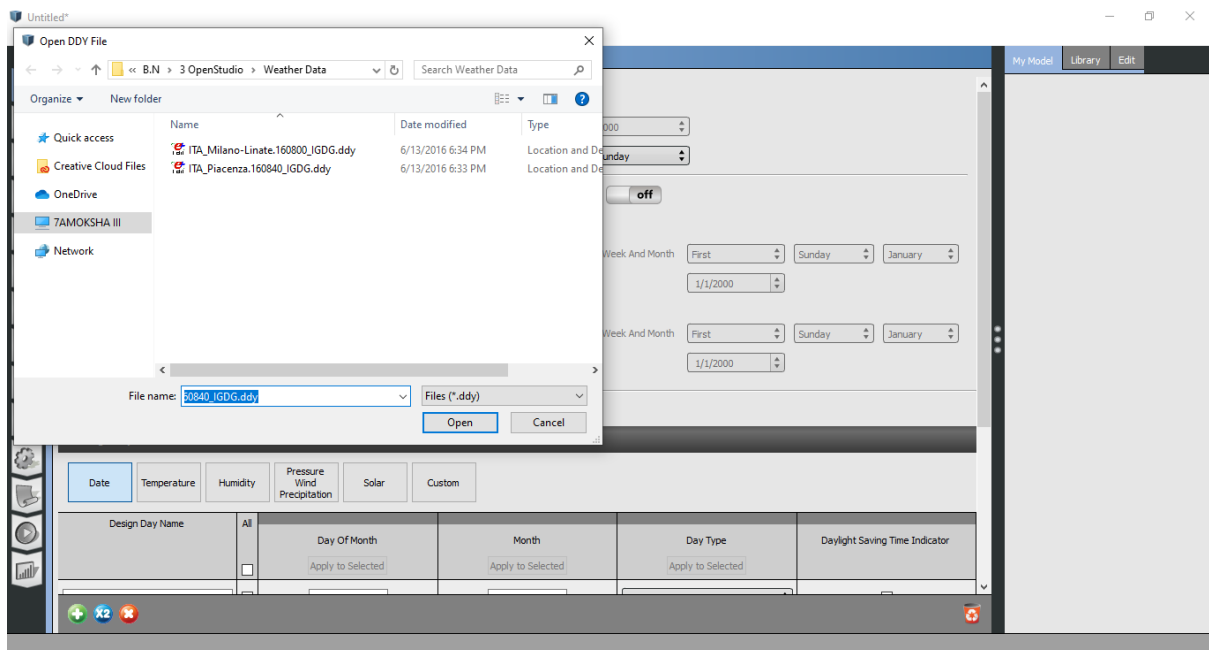 Untitled*
Open DDY File
« B.N > 3 OpenStudio > Weather Data
Search Weather Data
Organize
New folder
Name
Date modified
Type
Quick access
Creative Cloud Files
OneDrive
7AMOKSHA III
Network
ITA_Milano-Linate.160800_IGDG.ddy 6/13/2016 6:34 PM Location and De
ITA_Piacenza.160840_IGDG.ddy 6/13/2016 6:33 PM Location and De
File name: 60840_IGDG.ddy
Files (*.ddy)
Open
Cancel
My Model
Library
Edit
000
unday
off
Week And Month First Sunday January
1/1/2000
Week And Month First Sunday January
1/1/2000
Date
Temperature
Humidity
Pressure
Wind
Precipitation
Solar
Custom
Design Day Name
All
Day Of Month
Month
Day Type
Daylight Saving Time Indicator
Apply to Selected
Apply to Selected
Apply to Selected
X2